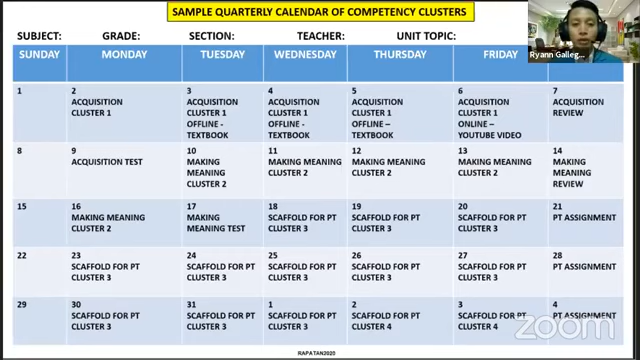 SAMPLE QUARTERLY CALENDAR OF COMPETENCY CLUSTERS
SUBJECT: GRADE: SECTION: TEACHER: UNIT TOPIC:
SUNDAY MONDAY TUESDAY WEDNESDAY THURSDAY FRIDAY
1
2
ACQUISITION
CLUSTER 1
3
ACQUISITION
CLUSTER 1
OFFLINE -
TEXTBOOK
4
ACQUISITION
CLUSTER 1
OFFLINE -
TEXTBOOK
5
ACQUISITION
CLUSTER 1
OFFLINE –
TEXTBOOK
6
ACQUISITION
CLUSTER 1
ONLINE –
YOUTUBE VIDEO
7
ACQUISITION
REVIEW
8
9
ACQUISITION TEST
10
MAKING
MEANING
CLUSTER 2
11
MAKING MEANING
CLUSTER 2
12
MAKING MEANING
CLUSTER 2
13
MAKING MEANING
CLUSTER 2
14
MAKING
MEANING
REVIEW
15
16
MAKING MEANING
CLUSTER 2
17
MAKING
MEANING TEST
18
SCAFFOLD FOR PT
CLUSTER 3
19
SCAFFOLD FOR PT
CLUSTER 3
20
SCAFFOLD FOR PT
CLUSTER 3
21
PT ASSIGNMENT
22
23
SCAFFOLD FOR PT
CLUSTER 3
24
SCAFFOLD FOR PT
CLUSTER 3
25
SCAFFOLD FOR PT
CLUSTER 3
26
SCAFFOLD FOR PT
CLUSTER 3
27
SCAFFOLD FOR PT
CLUSTER 3
28
PT ASSIGNMENT
29
30
SCAFFOLD FOR PT
CLUSTER 3
31
SCAFFOLD FOR PT
CLUSTER 3
1
SCAFFOLD FOR PT
CLUSTER 3
2
SCAFFOLD FOR PT
CLUSTER 4
3
SCAFFOLD FOR PT
CLUSTER 4
4
PT ASSIGNMENT
RAPATAN2020
Ryann Galleg...
zoom